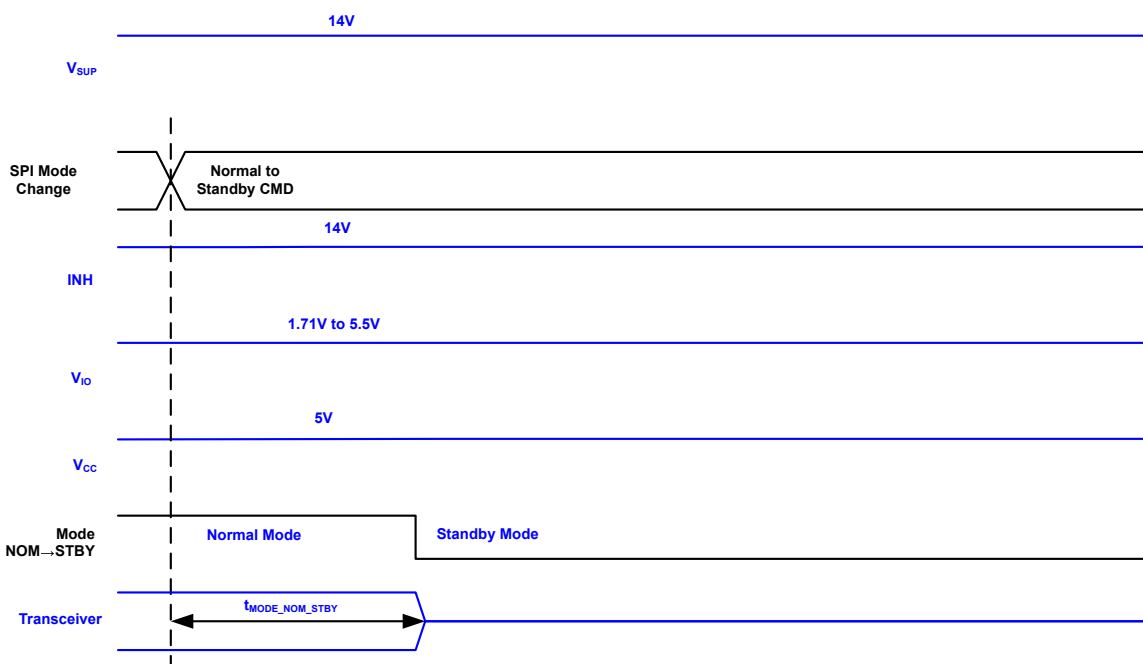 14V
VSUP
SPI Mode
Change
Normal to
Standby CMD
14V
INH
1.71V to 5.5V
VIO
5V
VCC
Mode
NOM→STBY
Normal Mode
Standby Mode
Transceiver
tMODE_NOM_STBY